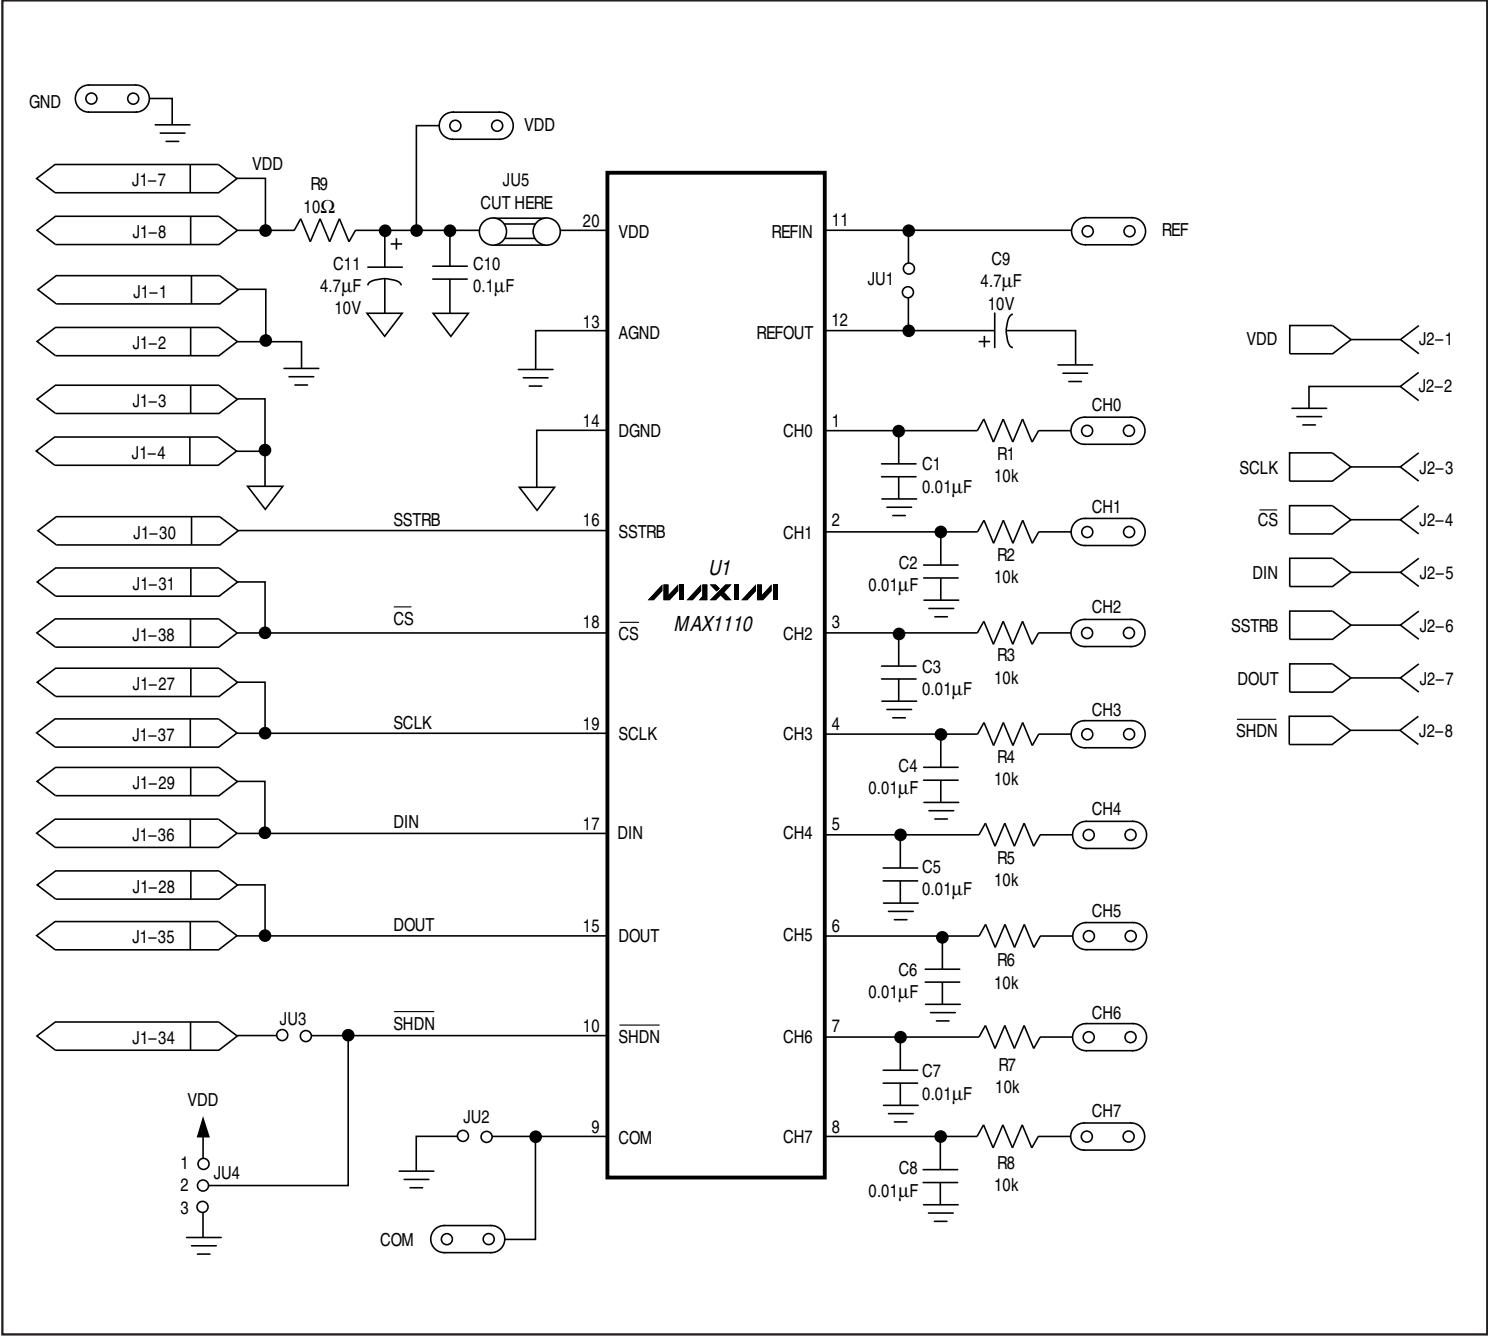 GND
VDD
J1-7
VDD
J1-8
R9
10Ω
JU5
CUT HERE
+
C11
4.7µF
10V
C10
0.1µF
J1-1
J1-2
J1-3
J1-4
J1-30
SSTRB
J1-31
J1-38
CS
J1-27
J1-37
SCLK
J1-29
J1-36
DIN
J1-28
J1-35
DOUT
J1-34
JU3
SHDN
VDD
1
2
3
JU4
JU2
COM
20
VDD
13
AGND
14
DGND
16
SSTRB
18
CS
19
SCLK
17
DIN
15
DOUT
10
SHDN
9
COM
U1
MAXIM
MAX1110
REFIN
11
REF
JU1
C9
4.7µF
10V
+
REFOUT
12
CH0
1
C1
0.01µF
R1
10k
CH0
CH1
2
C2
0.01µF
R2
10k
CH1
CH2
3
C3
0.01µF
R3
10k
CH2
CH3
4
C4
0.01µF
R4
10k
CH3
CH4
5
C5
0.01µF
R5
10k
CH4
CH5
6
C6
0.01µF
R6
10k
CH5
CH6
7
C7
0.01µF
R7
10k
CH6
CH7
8
C8
0.01µF
R8
10k
CH7
VDD J2-1
J2-2
SCLK J2-3
CS J2-4
DIN J2-5
SSTRB J2-6
DOUT J2-7
SHDN J2-8